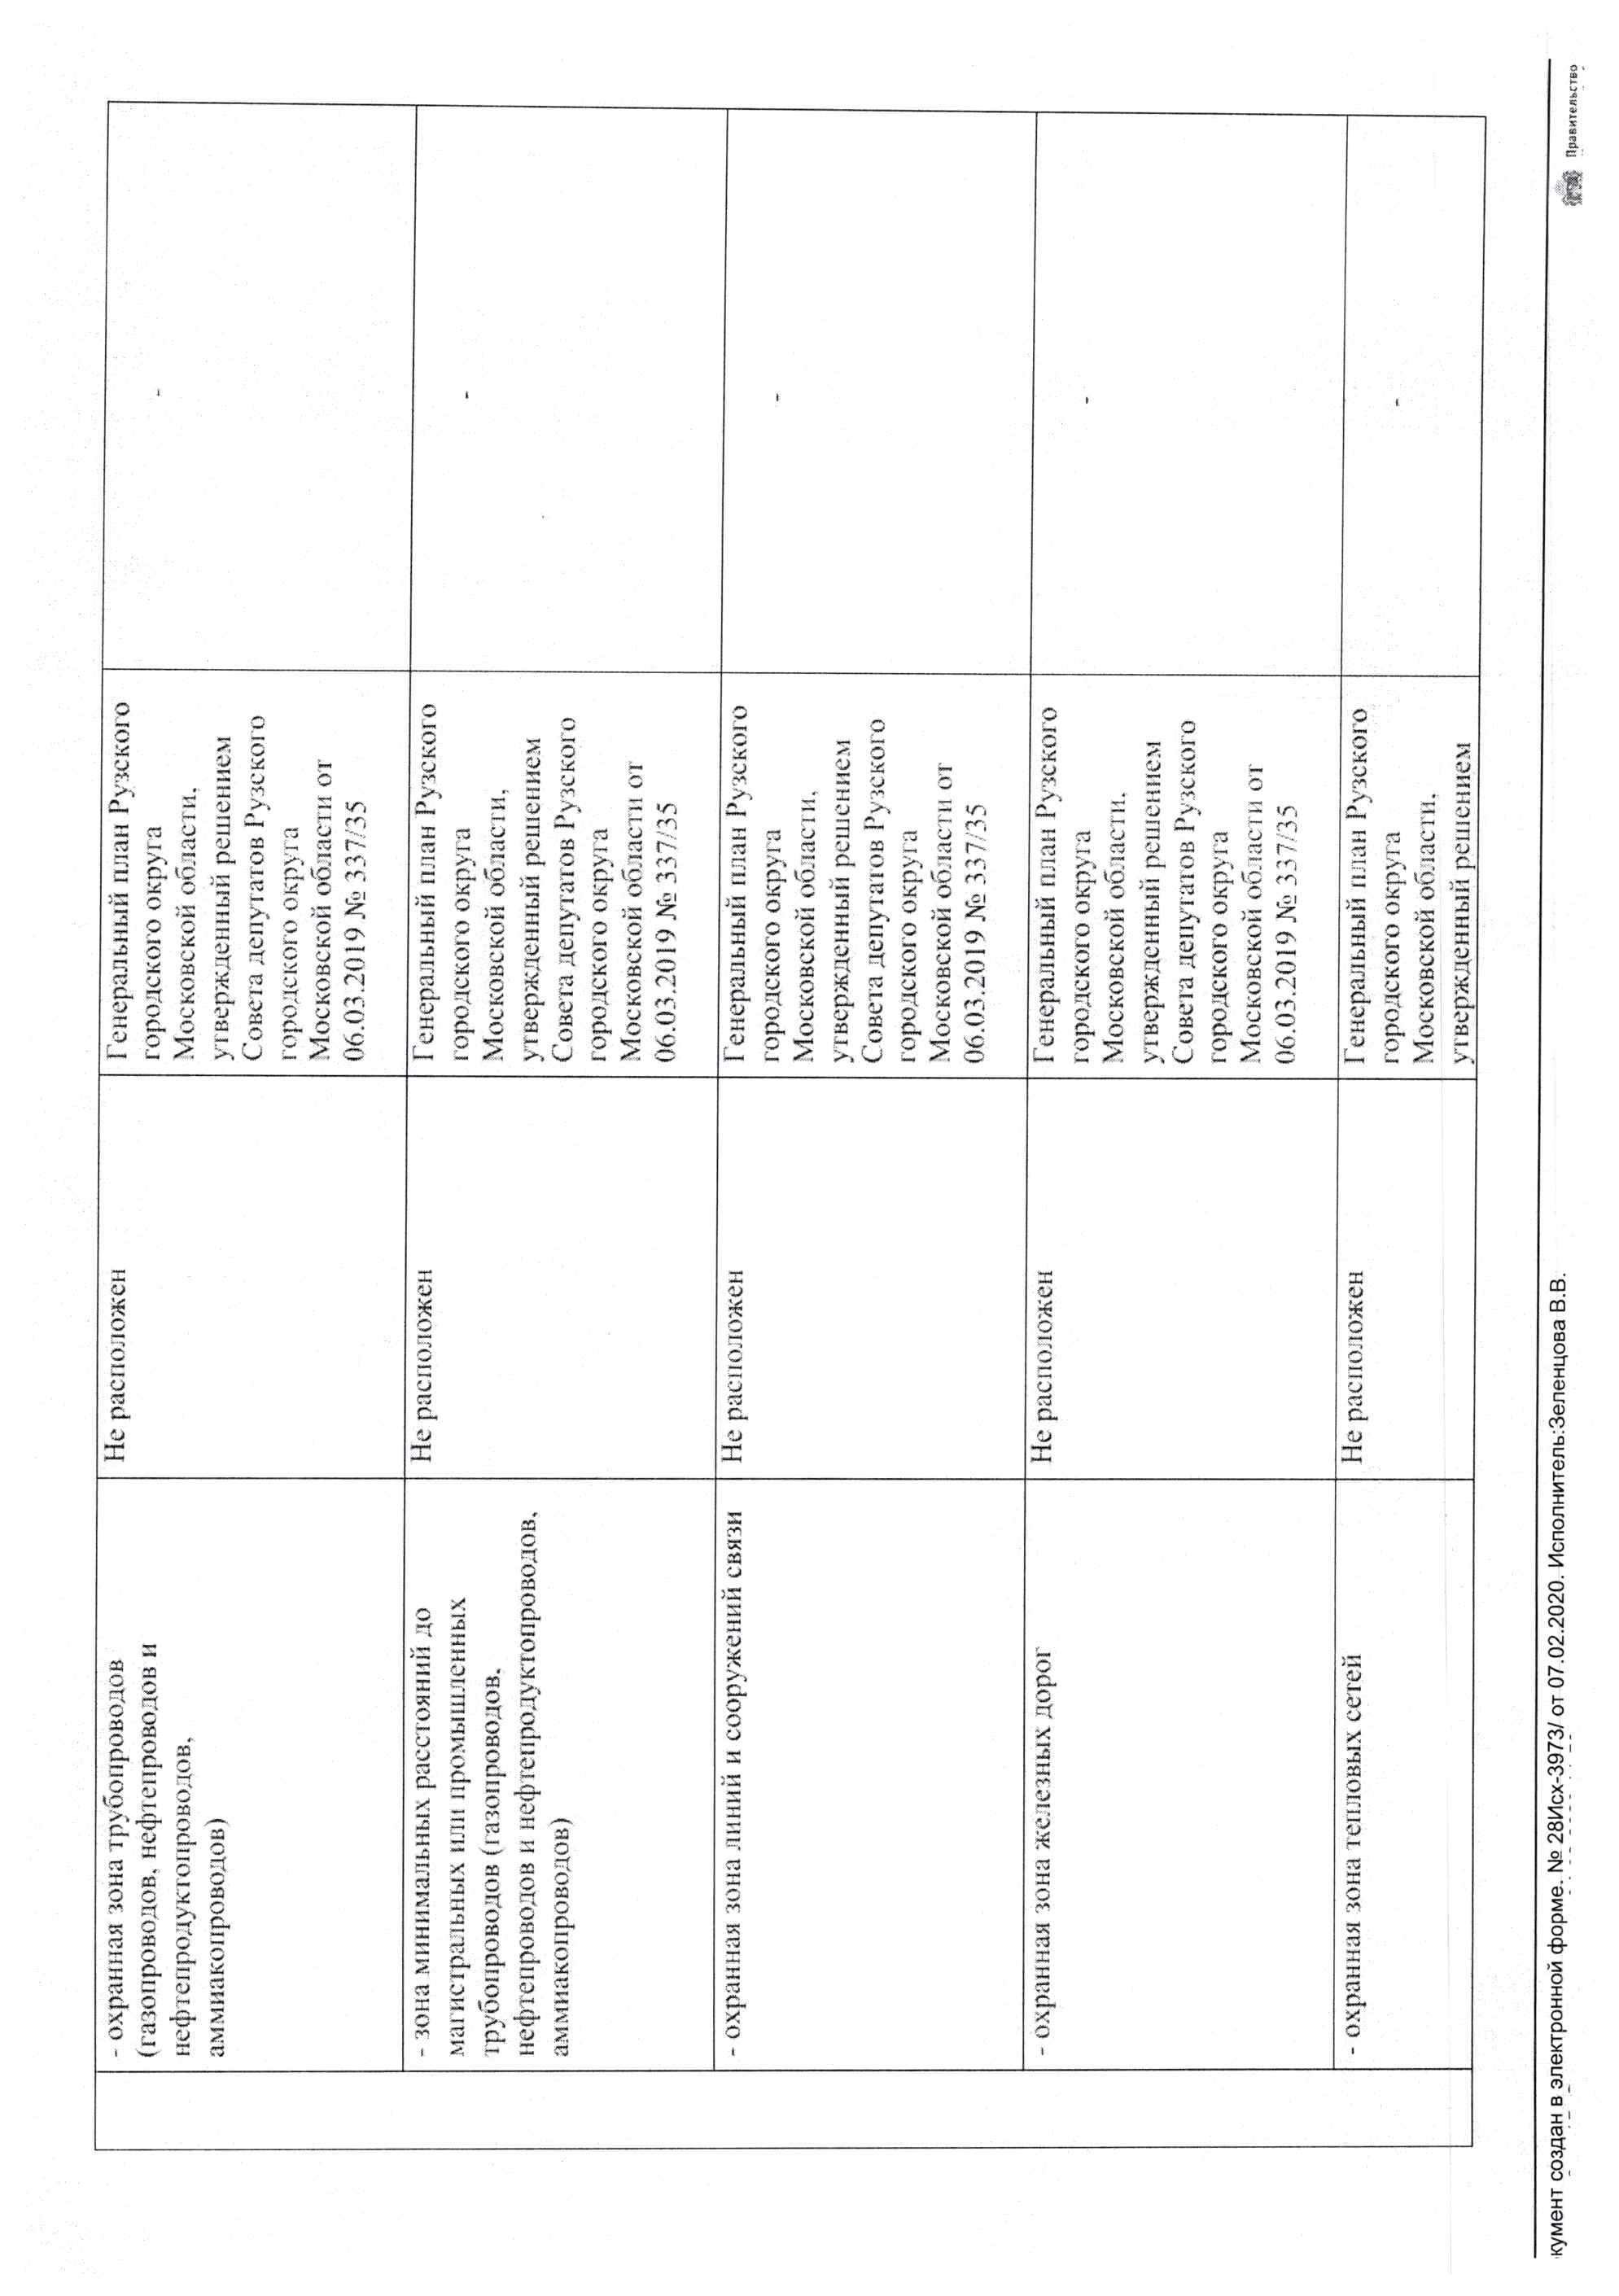 - охранная зона трубопроводов
(газопроводов, нефтепроводов и
нефтепродуктопроводов,
аммиакопроводов)
Не расположен
Генеральный план Рузского
городского округа
Московской области,
утвержденный решением
Совета депутатов Рузского
городского округа
Московской области от
06.03.2019 № 337/35
-
- зона минимальных расстояний до
магистральных или промышленных
трубопроводов (газопроводов,
нефтепроводов и нефтепродуктопроводов,
аммиакопроводов)
Не расположен
Генеральный план Рузского
городского округа
Московской области,
утвержденный решением
Совета депутатов Рузского
городского округа
Московской области от
06.03.2019 № 337/35
-
- охранная зона линий и сооружений связи
Не расположен
Генеральный план Рузского
городского округа
Московской области,
утвержденный решением
Совета депутатов Рузского
городского округа
Московской области от
06.03.2019 № 337/35
-
- охранная зона железных дорог
Не расположен
Генеральный план Рузского
городского округа
Московской области,
утвержденный решением
Совета депутатов Рузского
городского округа
Московской области от
06.03.2019 № 337/35
-
- охранная зона тепловых сетей
Не расположен
Генеральный план Рузского
городского округа
Московской области,
утвержденный решением
-
кумент создан в электронной форме. № 28Исх-3973/ от 07.02.2020. Исполнитель:Зеленцова В.В.
Правительство